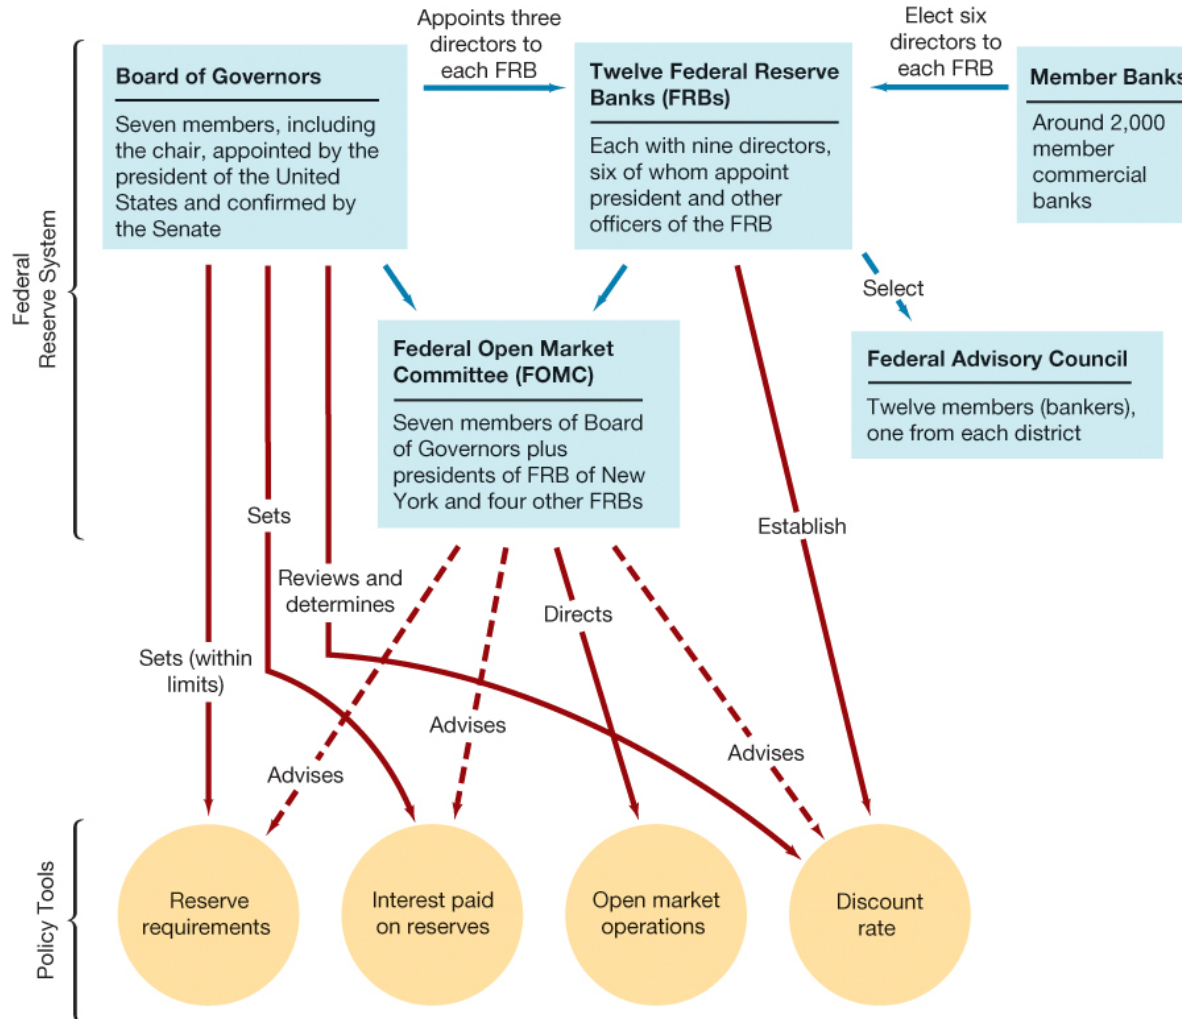 Appoints three
directors to
each FRB
Elect six
directors to
each FRB
Board of Governors
Seven members, including
the chair, appointed by the
president of the United
States and confirmed by
the Senate
Twelve Federal Reserve
Banks (FRBs)
Each with nine directors,
six of whom appoint
president and other
officers of the FRB
Member Banks
Around 2,000
member
commercial
banks
Federal
Reserve System
Select
Federal Open Market
Committee (FOMC)
Seven members of Board
of Governors plus
presidents of FRB of New
York and four other FRBs
Federal Advisory Council
Twelve members (bankers),
one from each district
Sets
Establish
Reviews and
determines
Directs
Sets (within
limits)
Advises
Advises
Advises
Policy Tools
Reserve
requirements
Interest paid
on reserves
Open market
operations
Discount
rate